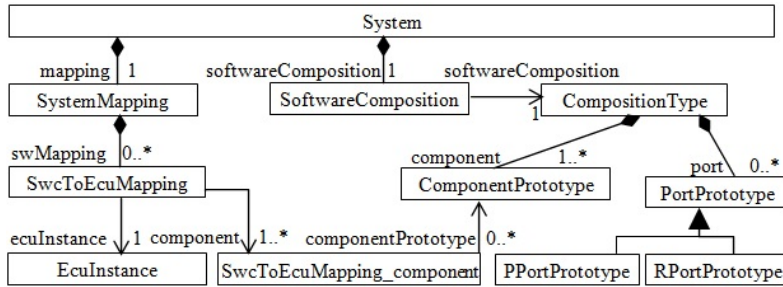 System
mapping 1 softwareComposition 1 softwareComposition
SystemMapping SoftwareComposition 1 CompositionType
swMapping 0..* component 1..* port 0..*
SwcToEcuMapping ComponentPrototype PortPrototype
ecuInstance 1 component 1..* componentPrototype 0..*
EcuInstance SwcToEcuMapping_component PPortPrototype RPortPrototype